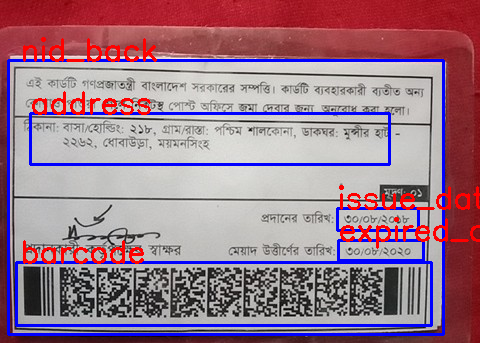 nid_back
এই কার্ডটি গণপ্রজাতন্ত্রী বাংলাদেশ সরকারের সম্পত্তি। কার্ডটি ব্যবহারকারী ব্যতীত অন্য
address
পোস্ট অফিসে জমা দেবার জন্য অনুরোধ করা হলো।
ঠিকানা: বাসা/হোল্ডিং: ২১৮, গ্রাম/রাস্তা: পশ্চিম শালকোনা, ডাকঘর: মুন্সীর হাট -
২২৬২, ধোবাউড়া, ময়মনসিংহ
মুদ্রণ: ০১
issue_dat
প্রদানের তারিখ: ৩০/০৮/২০১৮
expired_d
স্বাক্ষর
মেয়াদ উত্তীর্ণের তারিখ: ৩০/০৮/২০২০
barcode